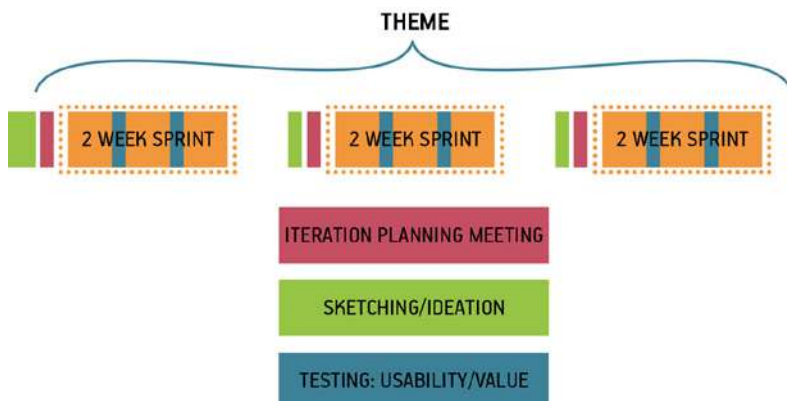 THEME
2 WEEK SPRINT
2 WEEK SPRINT
2 WEEK SPRINT
ITERATION PLANNING MEETING
SKETCHING/IDEATION
TESTING: USABILITY/VALUE